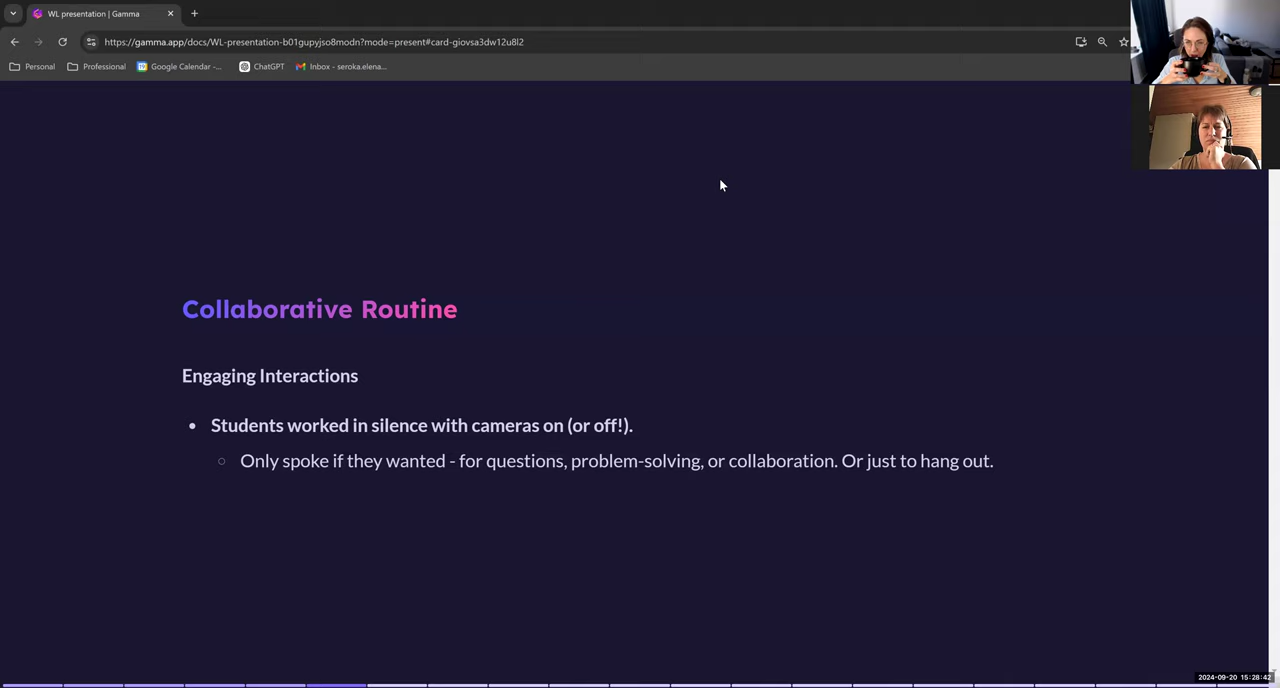 WL presentation | Gamma
https://gamma.app/docs/WL-presentation-b01gupyjso8modn?mode=present#card-giovsa3dw12u8l2
Personal
Professional
Google Calendar -...
ChatGPT
Inbox - seroka.elena...
Collaborative Routine
Engaging Interactions
• Students worked in silence with cameras on (or off!).
○ Only spoke if they wanted - for questions, problem-solving, or collaboration. Or just to hang out.
2024-09-20 15:28:42